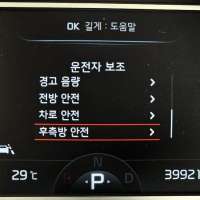 OK 길게 : 도움말
운전자 보조
경고 음량
전방 안전
차로 안전
후측방 안전
N
R P D
29℃ 39921